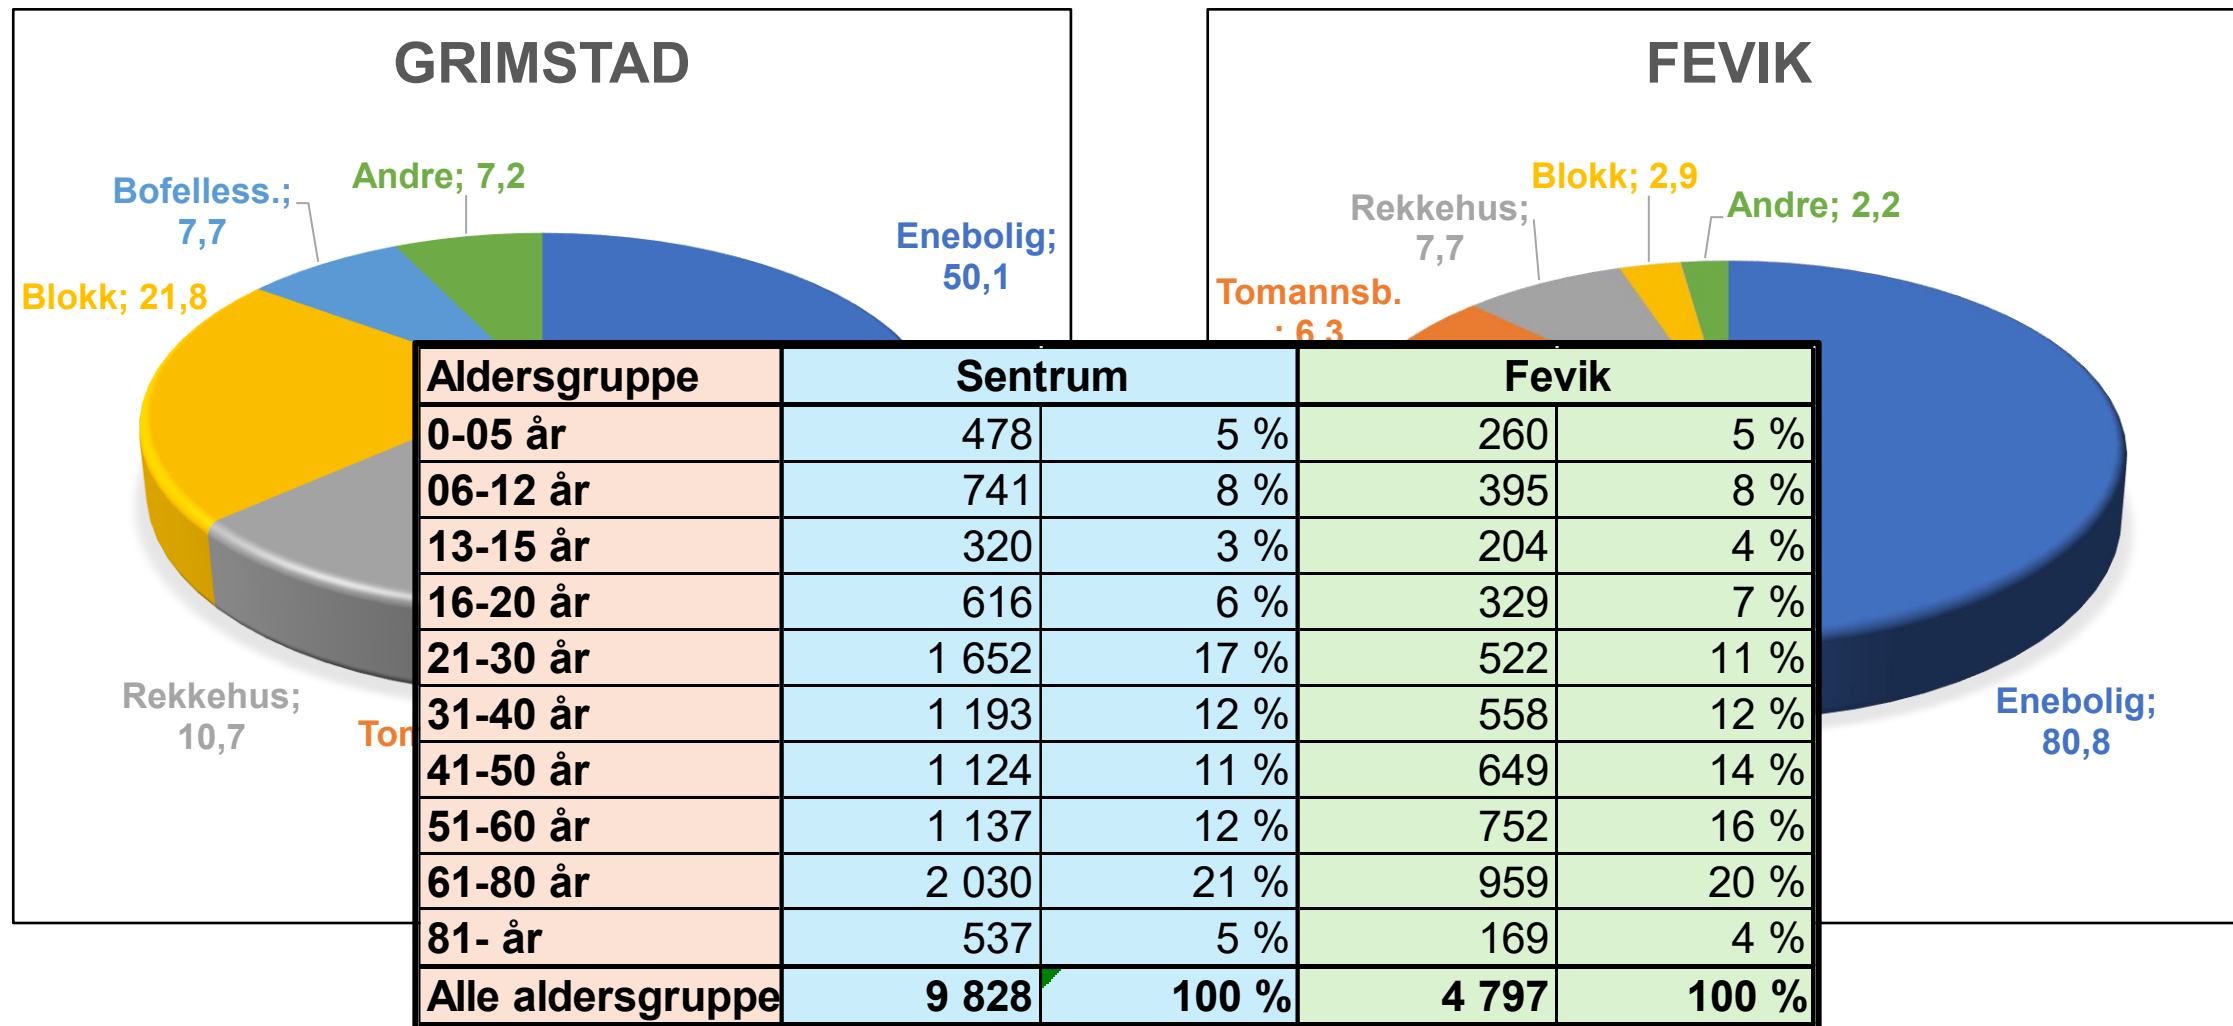 GRIMSTAD
Bofelless.;
7,7
Andre; 7,2
Enebolig;
50,1
Blokk; 21,8
Rekkehus;
10,7
FEVIK
Blokk; 2,9
Rekkehus;
7,7
Andre; 2,2
Tomannsb.
; 6,3
Enebolig;
80,8
Aldersgruppe Sentrum Fevik
0-05 år 478 5 % 260 5 %
06-12 år 741 8 % 395 8 %
13-15 år 320 3 % 204 4 %
16-20 år 616 6 % 329 7 %
21-30 år 1 652 17 % 522 11 %
31-40 år 1 193 12 % 558 12 %
41-50 år 1 124 11 % 649 14 %
51-60 år 1 137 12 % 752 16 %
61-80 år 2 030 21 % 959 20 %
81- år 537 5 % 169 4 %
Alle aldersgruppe 9 828 100 % 4 797 100 %